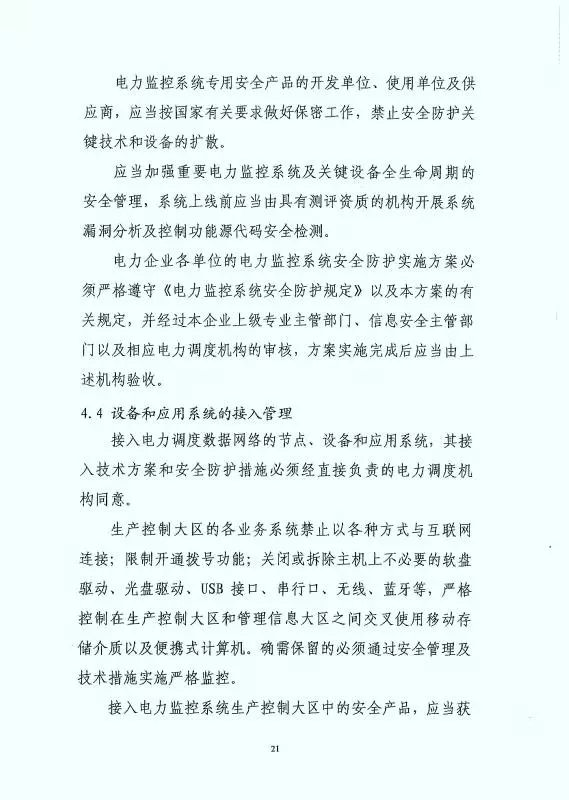 电力监控系统专用安全产品的开发单位、使用单位及供
应商，应当按国家有关要求做好保密工作，禁止安全防护关
键技术和设备的扩散。
应当加强重要电力监控系统及关键设备全生命周期的
安全管理，系统上线前应当由具有测评资质的机构开展系统
漏洞分析及控制功能源代码安全检测。
电力企业各单位的电力监控系统安全防护实施方案必
须严格遵守《电力监控系统安全防护规定》以及本方案的有
关规定，并经过本企业上级专业主管部门、信息安全主管部
门以及相应电力调度机构的审核，方案实施完成后应当由上
述机构验收。
4.4 设备和应用系统的接入管理
接入电力调度数据网络的节点、设备和应用系统，其接
入技术方案和安全防护措施必须经直接负责的电力调度机
构同意。
生产控制大区的各业务系统禁止以各种方式与互联网
连接；限制开通拨号功能；关闭或拆除主机上不必要的软盘
驱动、光盘驱动、USB 接口、串行口、无线、蓝牙等，严格
控制在生产控制大区和管理信息大区之间交叉使用移动存
储介质以及便携式计算机。确需保留的必须通过安全管理及
技术措施实施严格监控。
接入电力监控系统生产控制大区中的安全产品，应当获
21